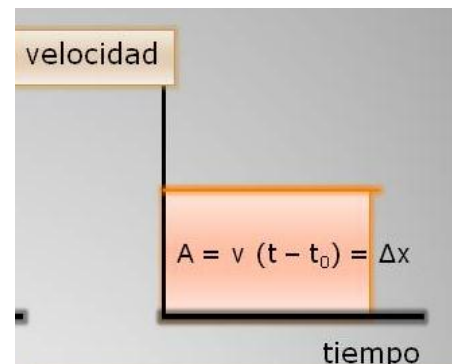 velocidad
A = v (t – t₀) = Δx
tiempo